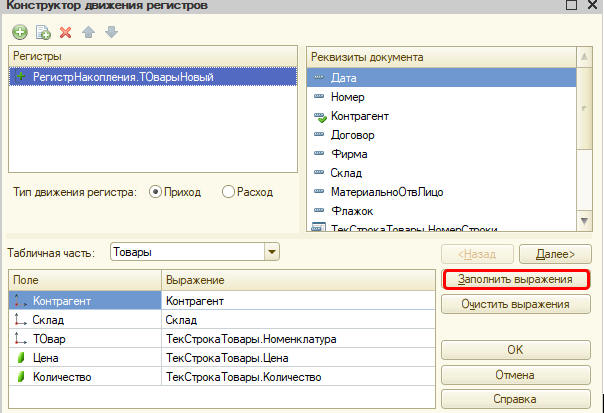 Конструктор движения регистров
Регистры
РегистрНакопления.ТОварыНовый
Реквизиты документа
Дата
Номер
Контрагент
Договор
Фирма
Склад
МатериальноОтвЛицо
Флажок
ТекСтрокаТовары.НомерСтроки
Тип движения регистра:
Приход
Расход
Табличная часть:
Товары
<Назад
Далее>
Поле
Выражение
Контрагент
Контрагент
Склад
Склад
ТОвар
ТекСтрокаТовары.Номенклатура
Цена
ТекСтрокаТовары.Цена
Количество
ТекСтрокаТовары.Количество
Заполнить выражения
Очистить выражения
OK
Отмена
Справка